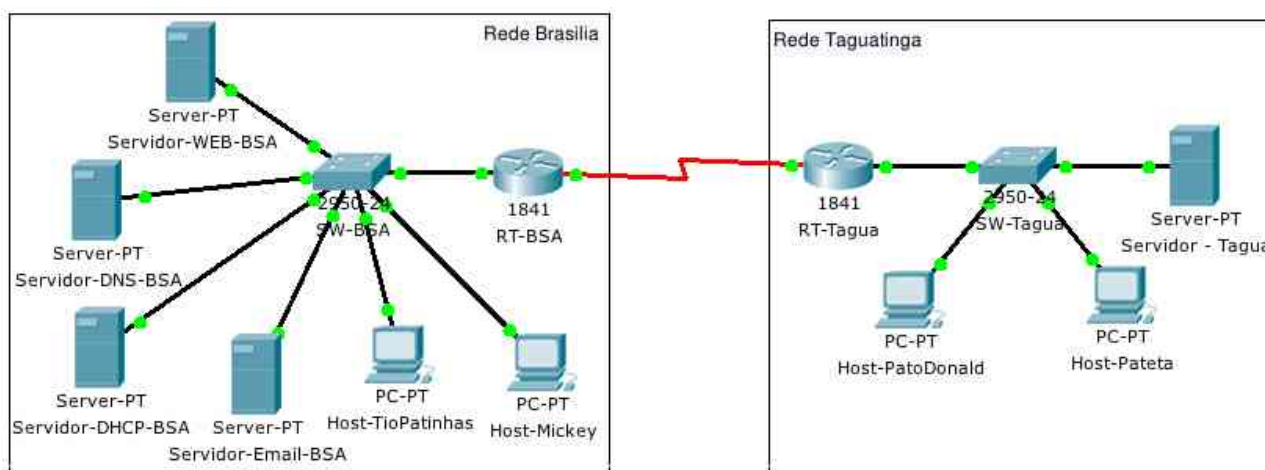 Rede Brasilia
Server-PT
Servidor-WEB-BSA
Server-PT
Servidor-DNS-BSA
Server-PT
Servidor-DHCP-BSA
Server-PT
Servidor-Email-BSA
PC-PT
Host-TioPatinhas
PC-PT
Host-Mickey
2950-24
SW-BSA
1841
RT-BSA
Rede Taguatinga
1841
RT-Tagua
2950-24
SW-Tagua
Server-PT
Servidor - Tagua
PC-PT
Host-PatoDonald
PC-PT
Host-Pateta